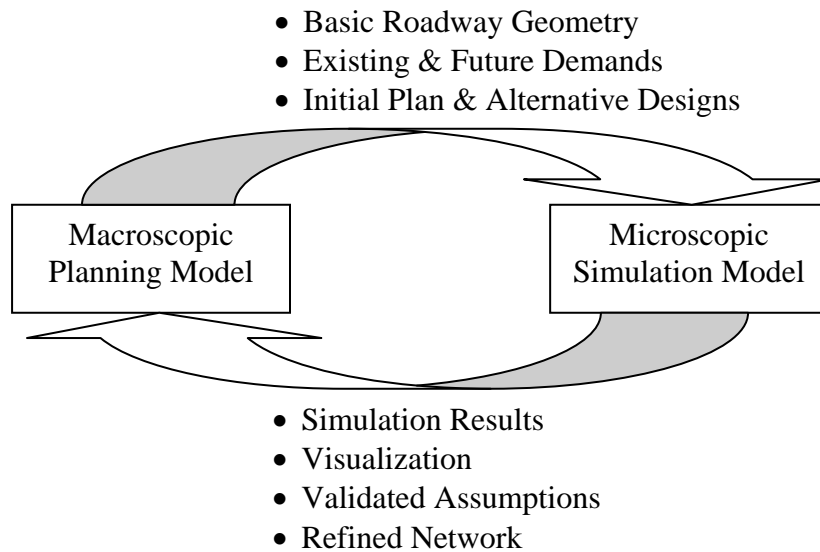 • Basic Roadway Geometry
• Existing & Future Demands
• Initial Plan & Alternative Designs
Macroscopic
Planning Model
Microscopic
Simulation Model
• Simulation Results
• Visualization
• Validated Assumptions
• Refined Network